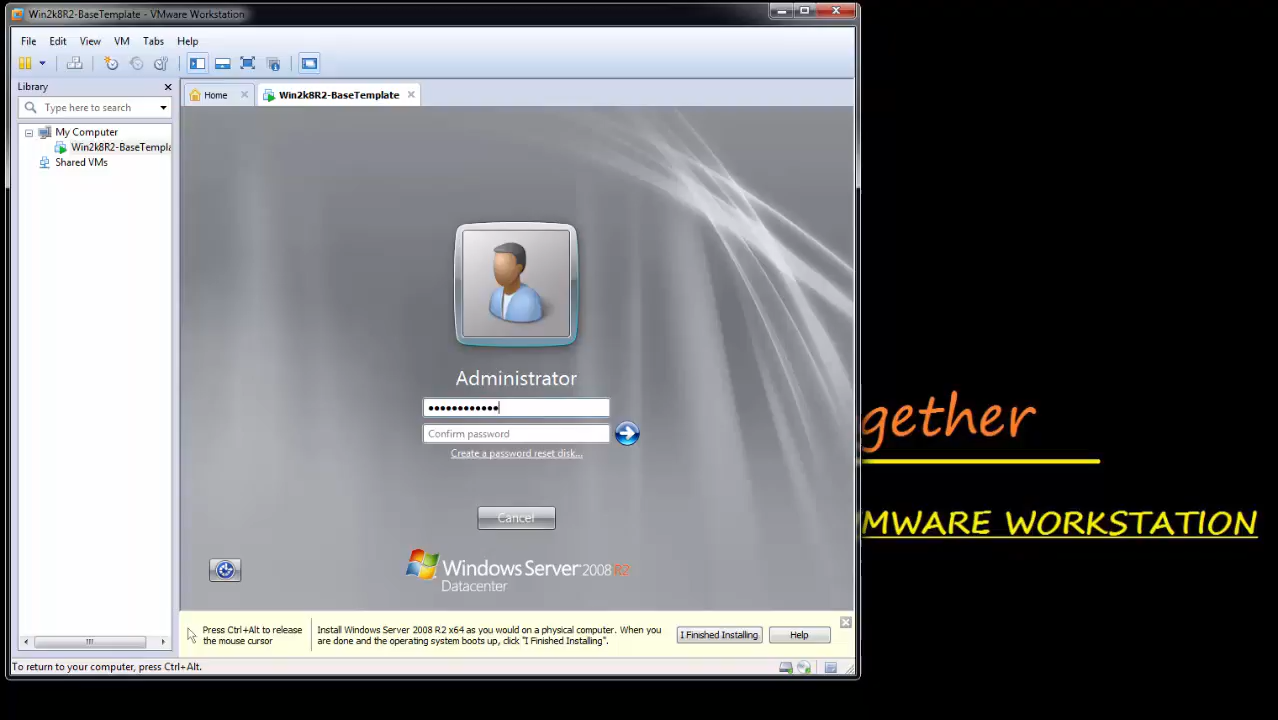 Win2k8R2-BaseTemplate - VMware Workstation
File Edit View VM Tabs Help
Library
Type here to search
My Computer
Win2k8R2-BaseTempla
Shared VMs
Home
Win2k8R2-BaseTemplate
Administrator
••••••••••••
Confirm password
Create a password reset disk...
Cancel
Windows Server 2008 R2
Datacenter
Press Ctrl+Alt to release
the mouse cursor
Install Windows Server 2008 R2 x64 as you would on a physical computer. When you
are done and the operating system boots up, click "I Finished Installing".
I Finished Installing
Help
To return to your computer, press Ctrl+Alt.
gether
MWARE WORKSTATION